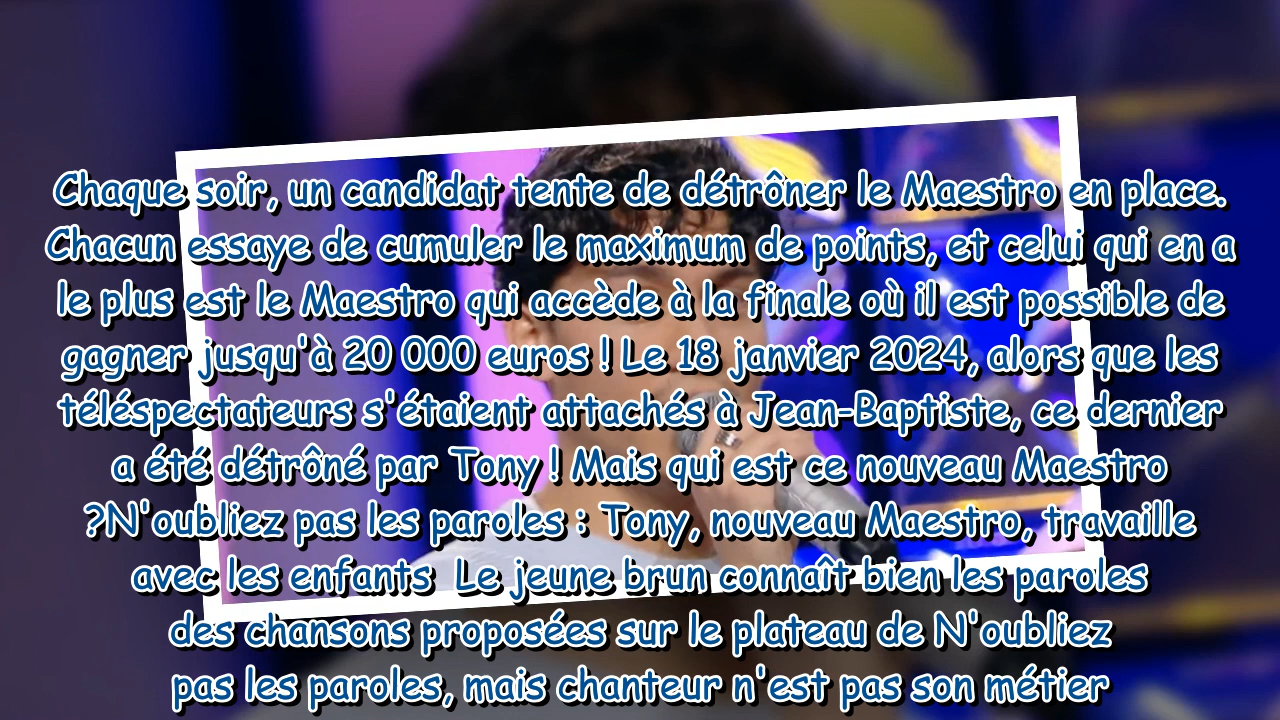 Chaque soir, un candidat tente de détrôner le Maestro en place.
Chacun essaye de cumuler le maximum de points, et celui qui en a
le plus est le Maestro qui accède à la finale où il est possible de
gagner jusqu'à 20 000 euros ! Le 18 janvier 2024, alors que les
téléspectateurs s'étaient attachés à Jean-Baptiste, ce dernier
a été détrôné par Tony ! Mais qui est ce nouveau Maestro
?N'oubliez pas les paroles : Tony, nouveau Maestro, travaille
avec les enfants  Le jeune brun connaît bien les paroles
des chansons proposées sur le plateau de N'oubliez
pas les paroles, mais chanteur n'est pas son métier